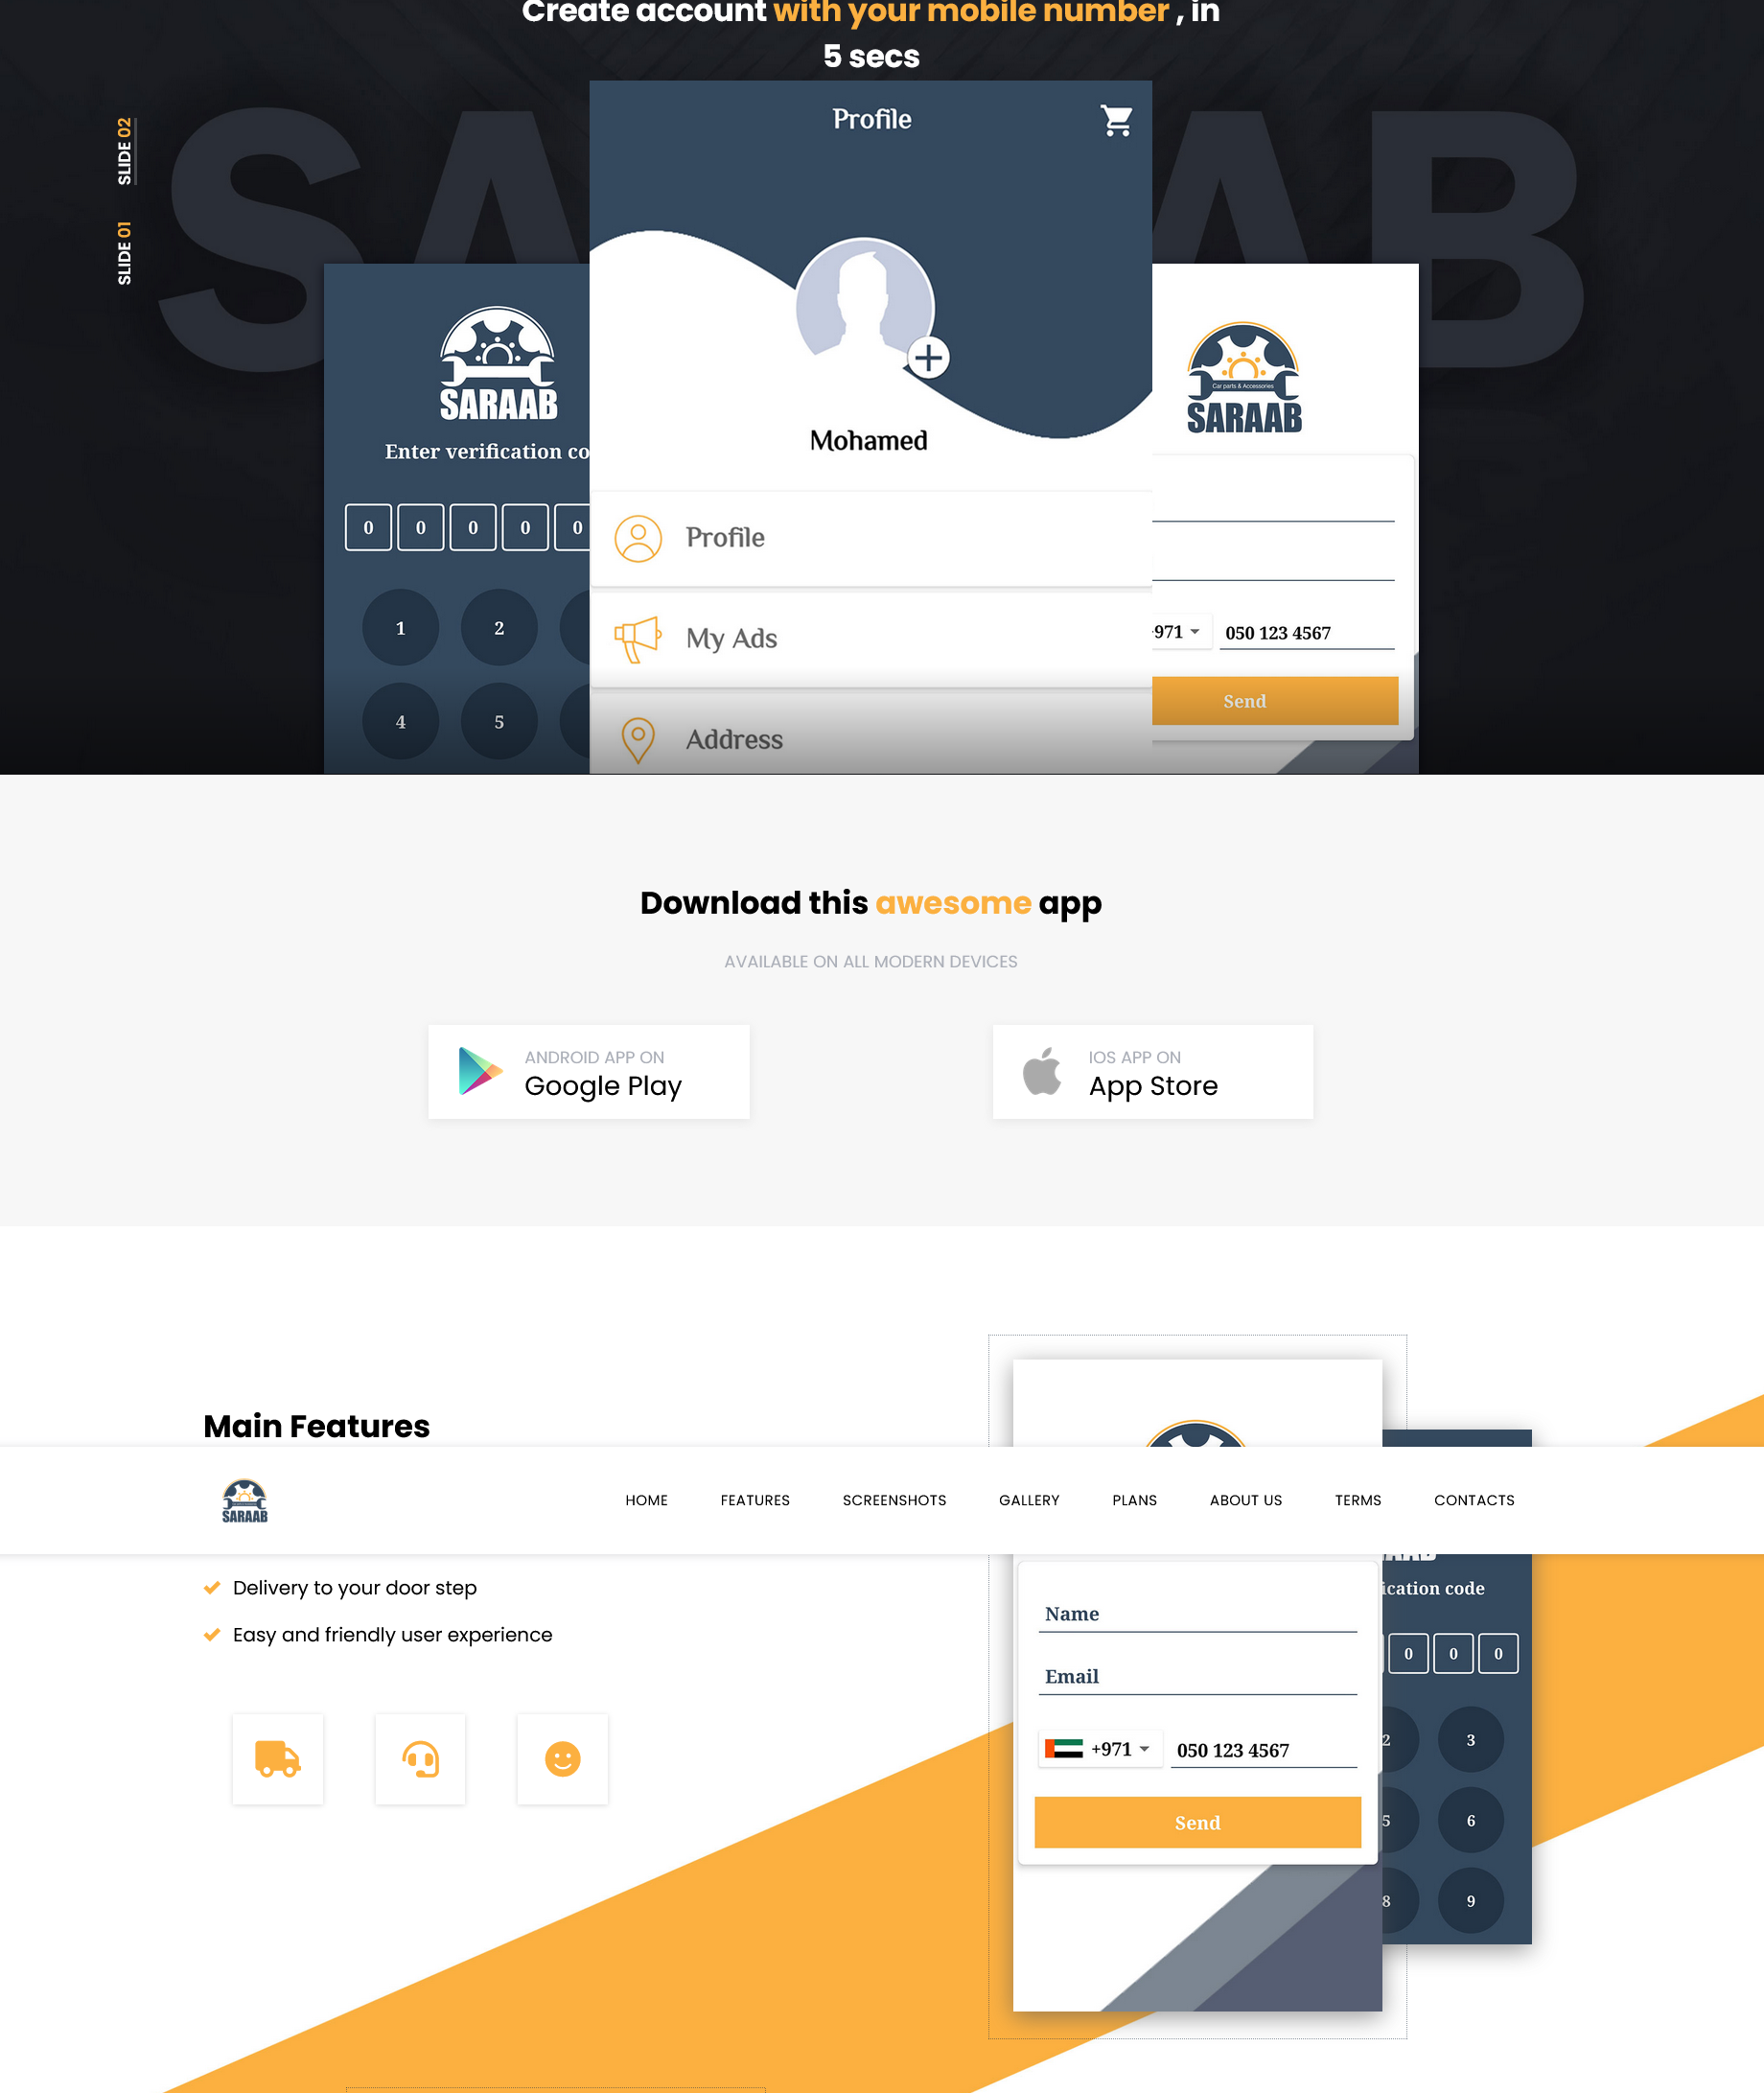 Create account with your mobile number , in
5 secs
SLIDE 02
SLIDE 01
Profile
SARAAB
Enter verification co
0 0 0 0 0
1 2
4 5
Mohamed
Profile
My Ads
Address
Car parts & Accessories
SARAAB
971 050 123 4567
Send
Download this awesome app
AVAILABLE ON ALL MODERN DEVICES
ANDROID APP ON
Google Play
IOS APP ON
App Store
Main Features
SARAAB
HOME FEATURES SCREENSHOTS GALLERY PLANS ABOUT US TERMS CONTACTS
Delivery to your door step
Easy and friendly user experience
Name
Email
+971 050 123 4567
Send
ication code
0 0 0
2 3
5 6
8 9